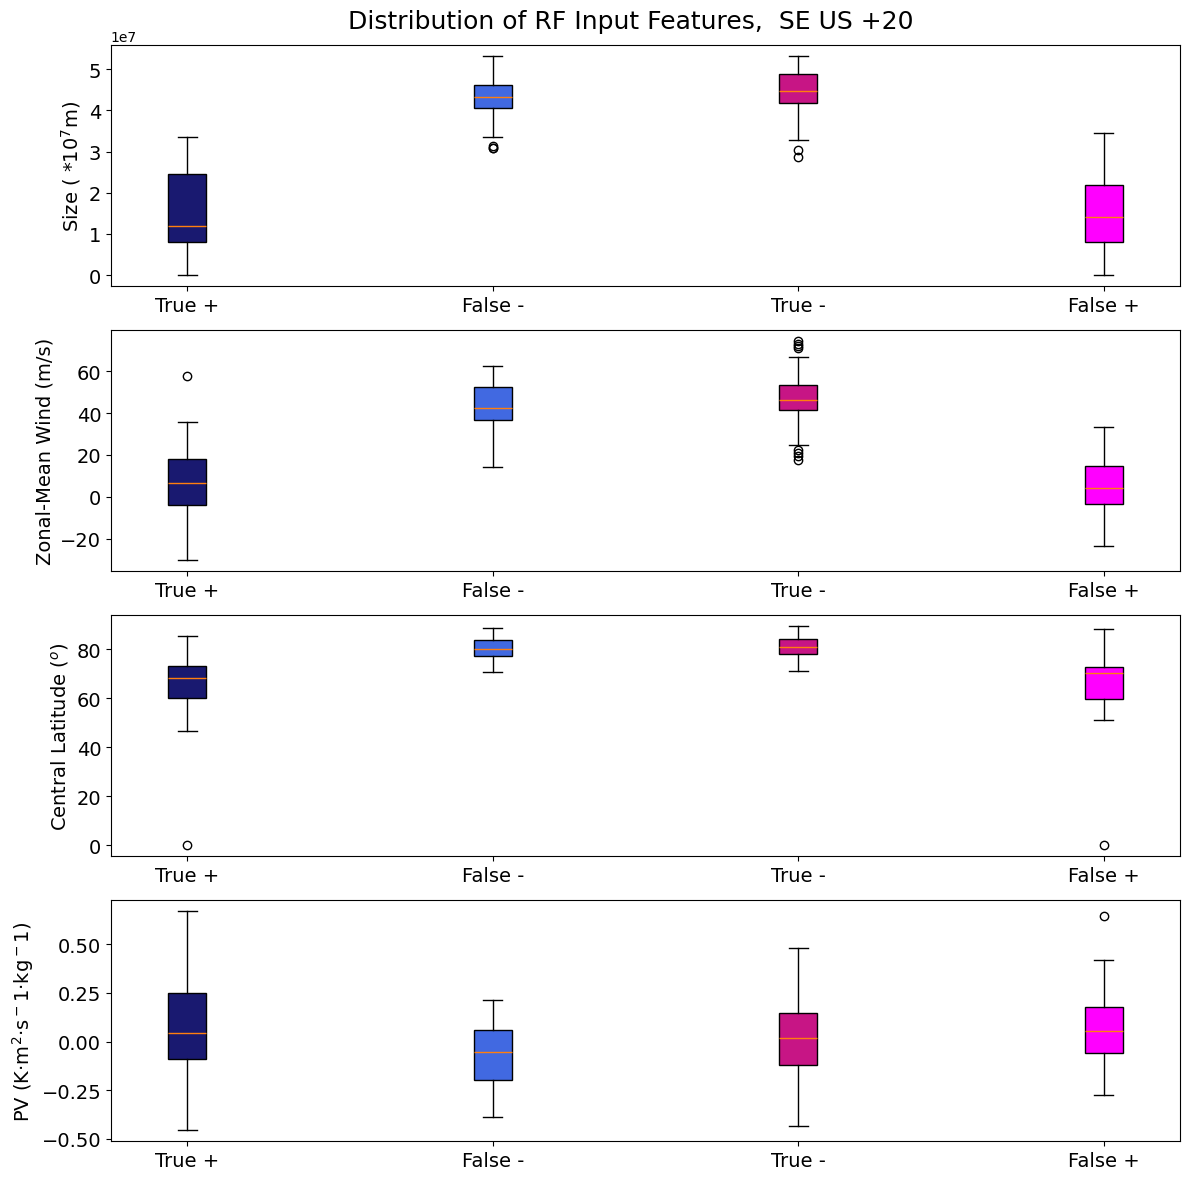 Distribution of RF Input Features,  SE US +20
1e7
Size ( *10⁷m)
5
4
3
2
1
0
True +
False -
True -
False +
Zonal-Mean Wind (m/s)
60
40
20
0
−20
True +
False -
True -
False +
Central Latitude (ᴼ)
80
60
40
20
0
True +
False -
True -
False +
PV (K·m²·s⁻1·kg⁻1)
0.50
0.25
0.00
−0.25
−0.50
True +
False -
True -
False +